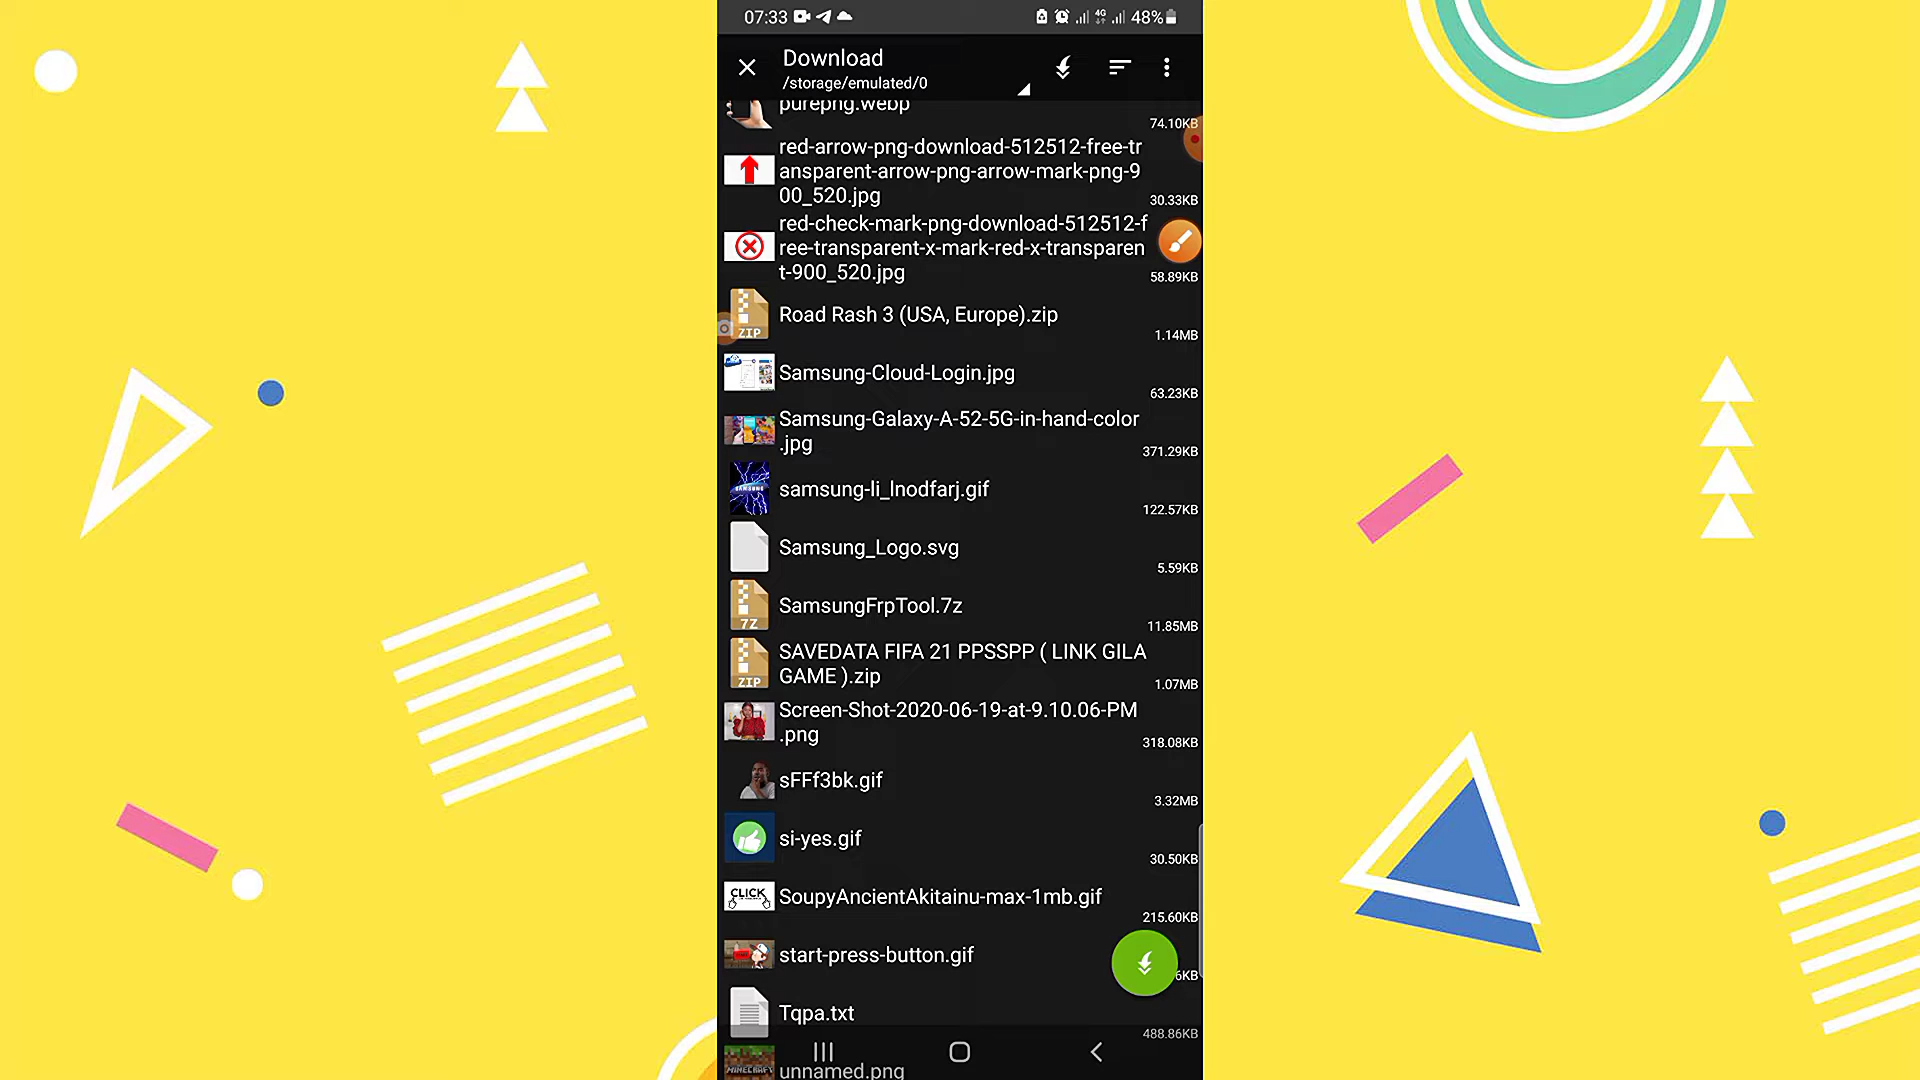 07:33
4G
48%
Download
/storage/emulated/0
purepng.webp
74.10KB
red-arrow-png-download-512512-free-tr
ansparent-arrow-png-arrow-mark-png-9
00_520.jpg
30.33KB
red-check-mark-png-download-512512-f
ree-transparent-x-mark-red-x-transparen
t-900_520.jpg
58.89KB
ZIP
Road Rash 3 (USA, Europe).zip
1.14MB
Samsung-Cloud-Login.jpg
63.23KB
Samsung-Galaxy-A-52-5G-in-hand-color
.jpg
371.29KB
SAMSUNG
samsung-li_lnodfarj.gif
122.57KB
Samsung_Logo.svg
5.59KB
7Z
SamsungFrpTool.7z
11.85MB
ZIP
SAVEDATA FIFA 21 PPSSPP ( LINK GILA
GAME ).zip
1.07MB
Screen-Shot-2020-06-19-at-9.10.06-PM
.png
318.08KB
sFFf3bk.gif
3.32MB
si-yes.gif
30.50KB
CLICK
SoupyAncientAkitainu-max-1mb.gif
215.60KB
start-press-button.gif
6KB
Tqpa.txt
488.86KB
MINECRAFT
unnamed.png